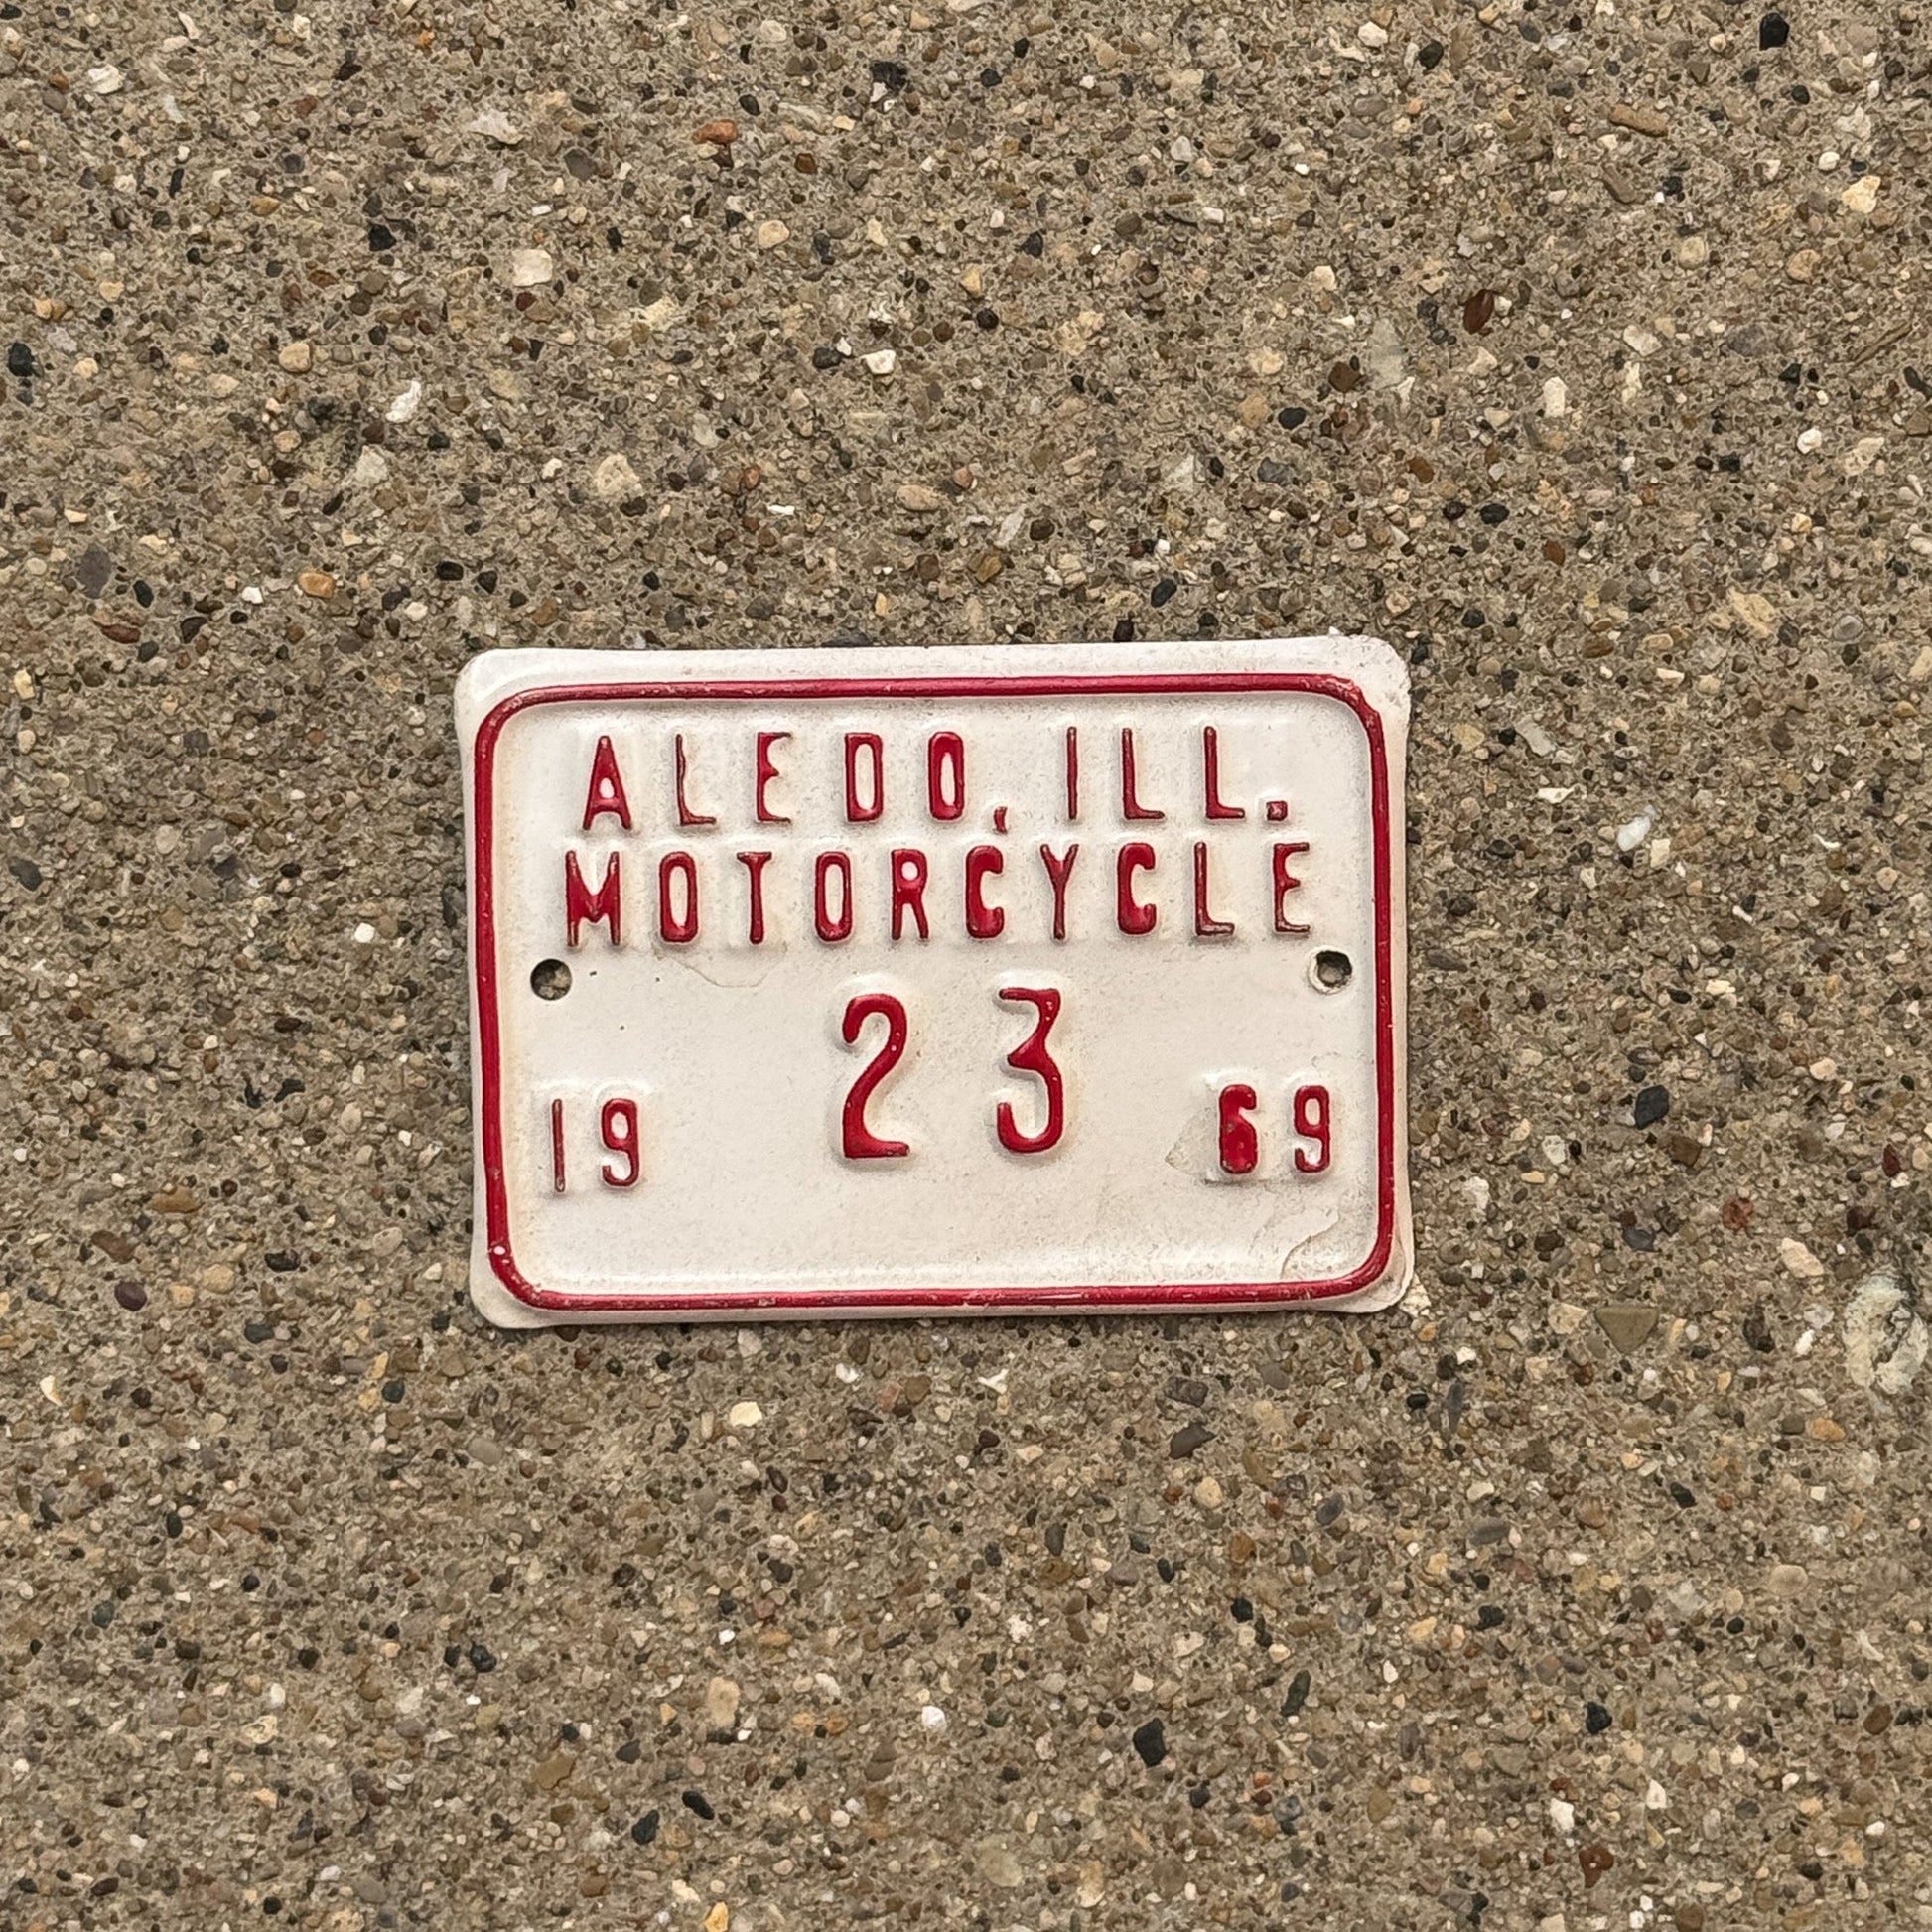 ALEDO, ILL.
MOTORCYCLE
23
19 69